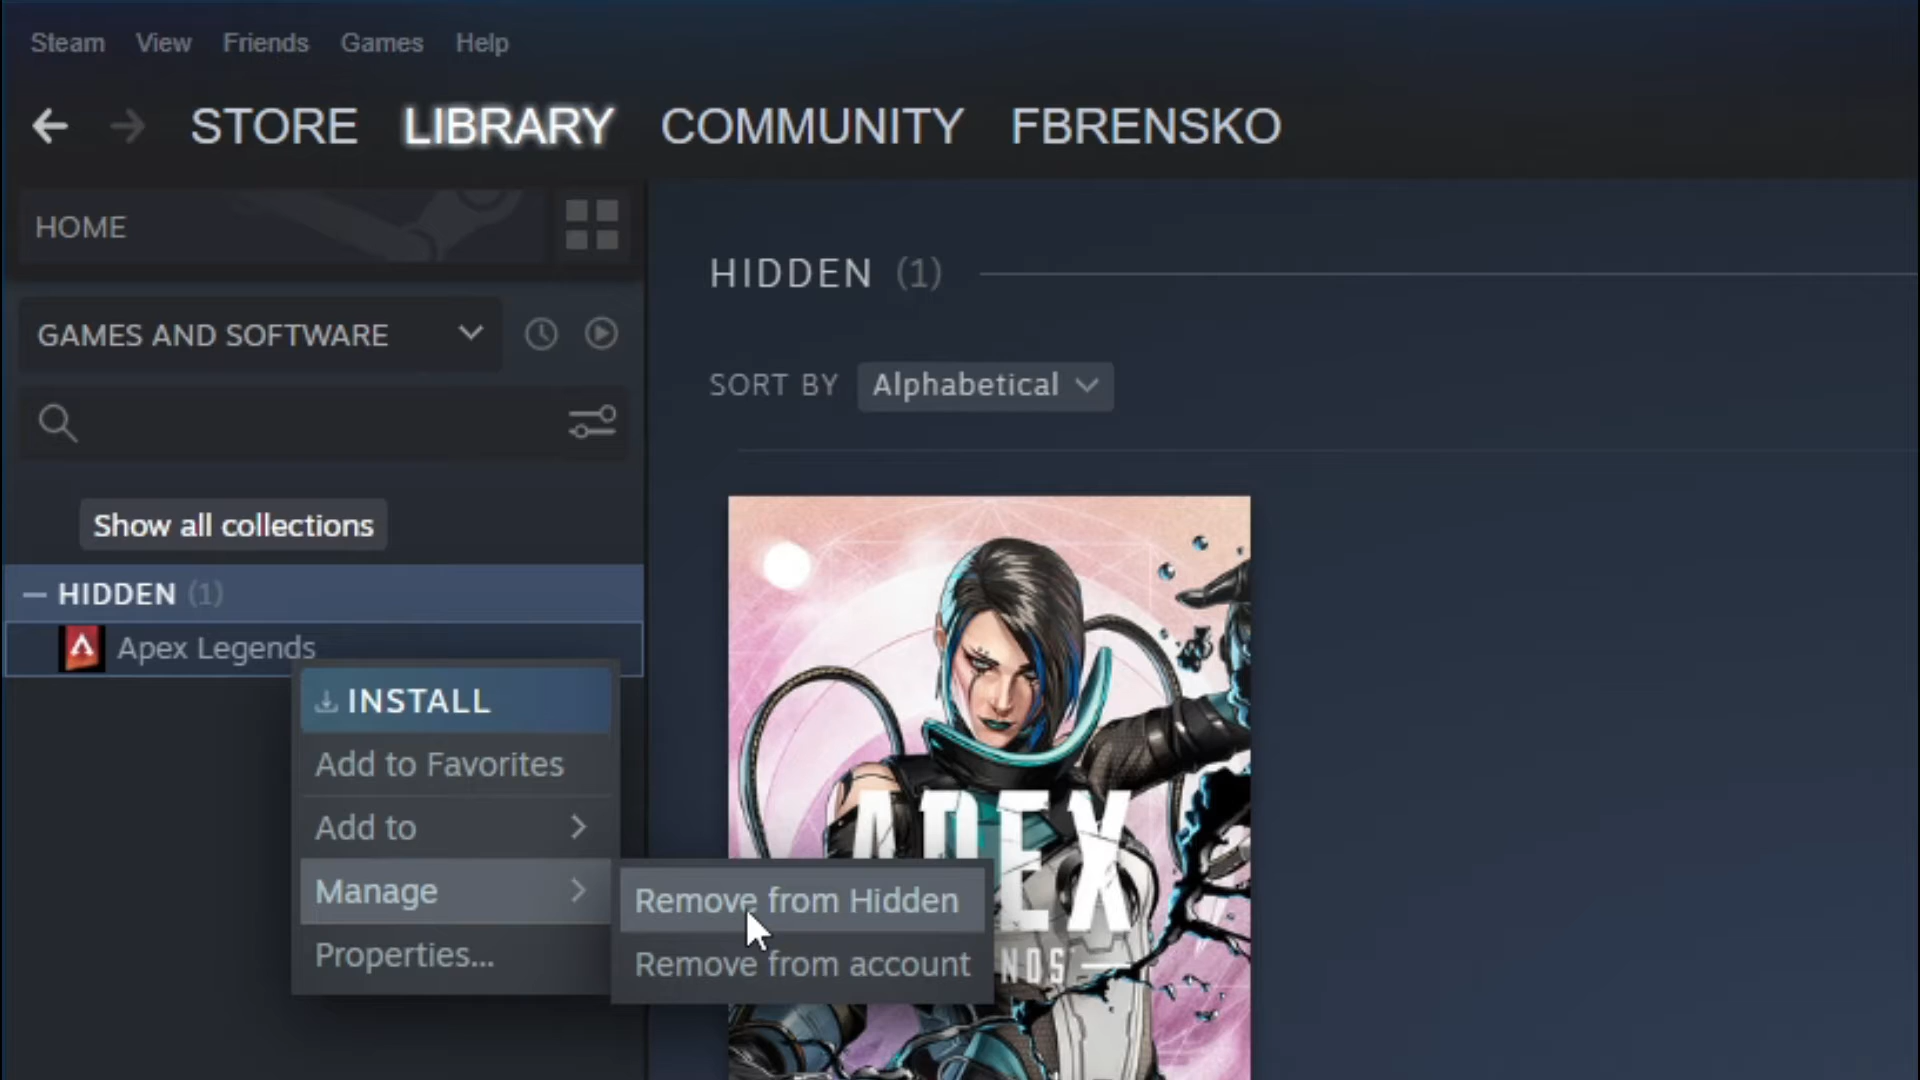 Steam View Friends Games Help
STORE LIBRARY COMMUNITY FBRENSKO
HOME
GAMES AND SOFTWARE
Show all collections
HIDDEN (1)
Apex Legends
INSTALL
Add to Favorites
Add to
Manage
Properties...
Remove from Hidden
Remove from account
HIDDEN (1)
SORT BY Alphabetical
APEX